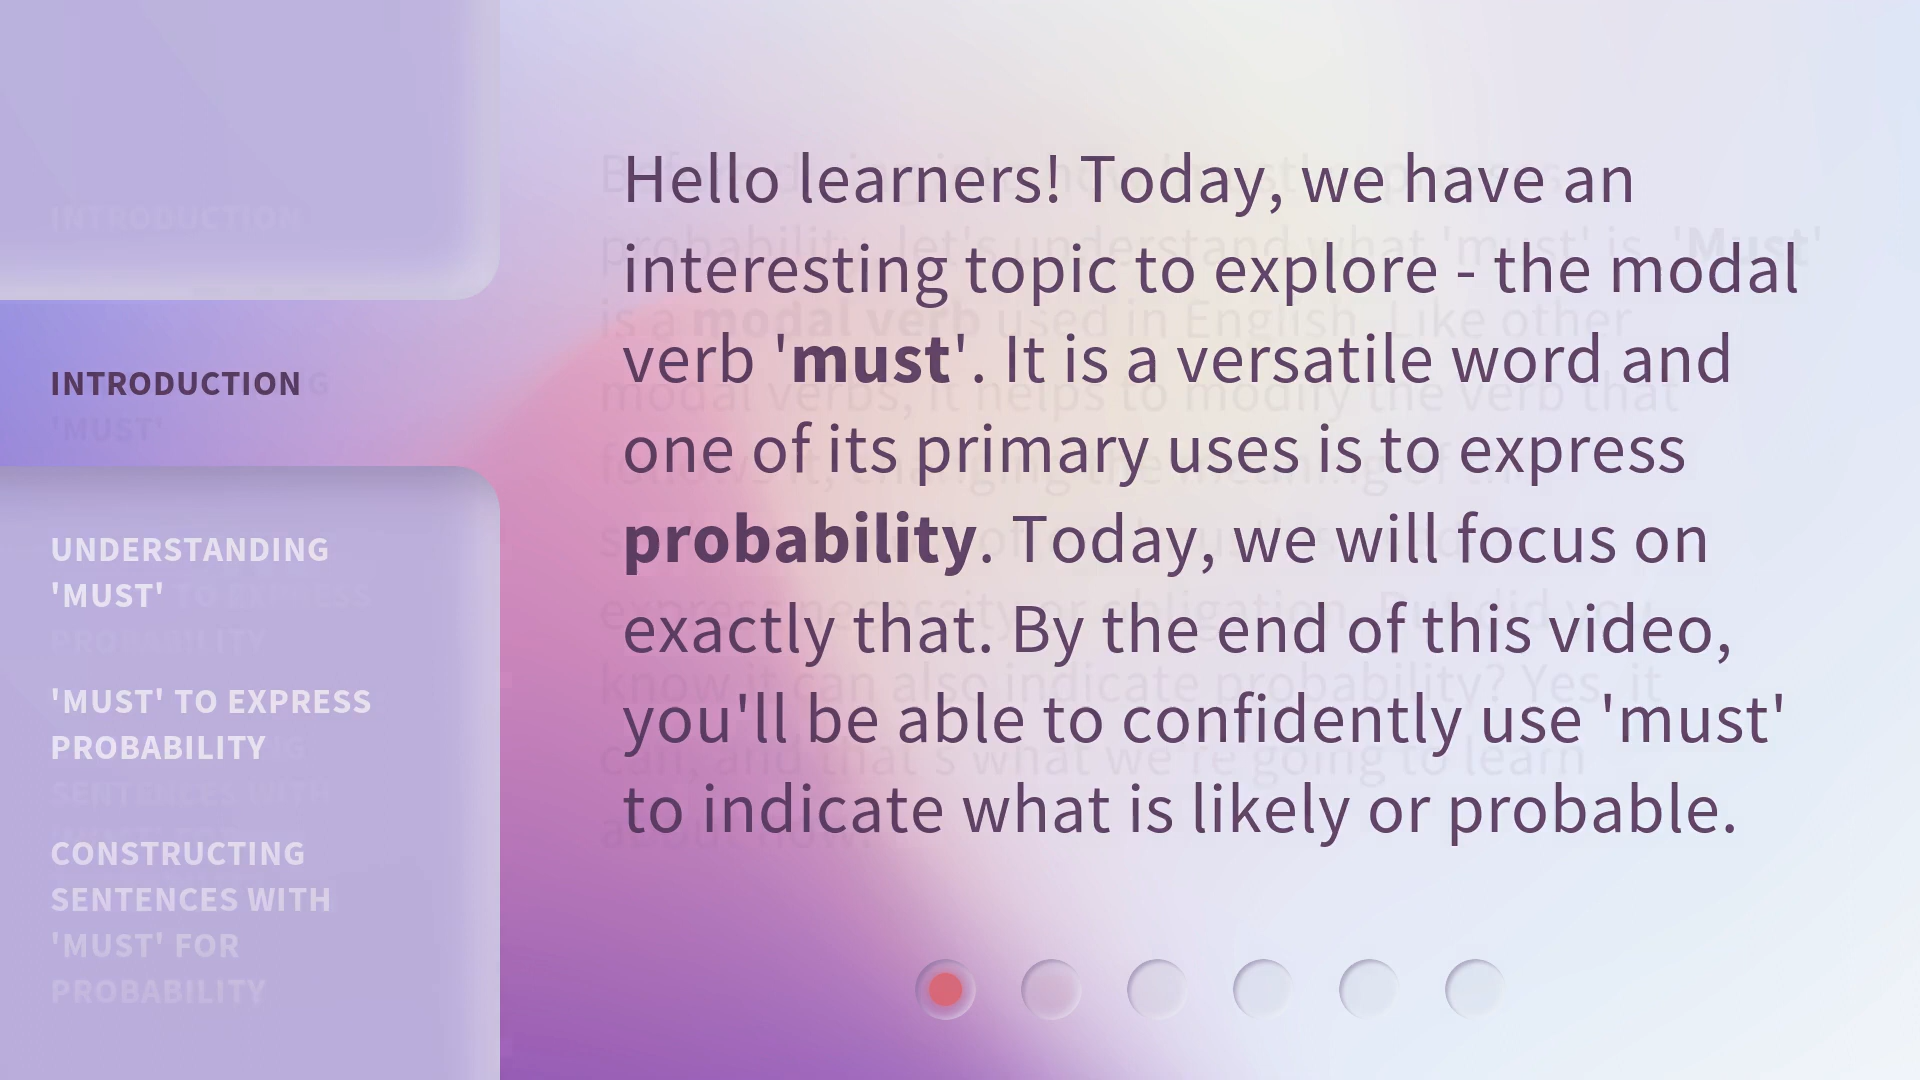 INTRODUCTION
UNDERSTANDING
'MUST'
'MUST' TO EXPRESS
PROBABILITY
CONSTRUCTING
SENTENCES WITH
'MUST' FOR
PROBABILITY
Hello learners! Today, we have an
interesting topic to explore - the modal
verb 'must'. It is a versatile word and
one of its primary uses is to express
probability. Today, we will focus on
exactly that. By the end of this video,
you'll be able to confidently use 'must'
to indicate what is likely or probable.